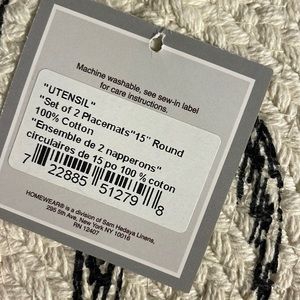 Machine washable, see sew-in label
for care instructions.
"UTENSIL"
"Set of 2 Placemats"15" Round
100% Cotton
"Ensemble de 2 napperons"
circulaires de 15 po 100 % coton
7 22885 51279 8
HOMEWEAR® is a division of Sam Hedaya Linens,
295 5th Ave, New York NY 10016
RN 12407